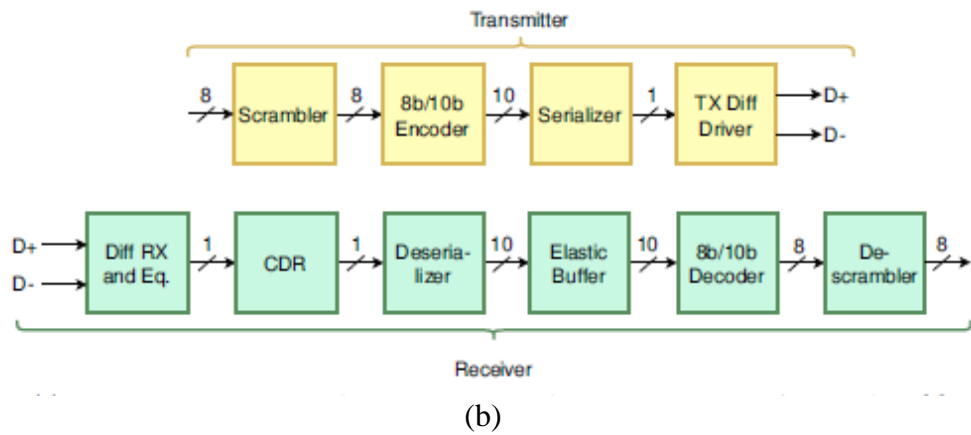 Transmitter
8
Scrambler
8
8b/10b
Encoder
10
Serializer
1
TX Diff
Driver
D+
D-
D+
D-
Diff RX
and Eq.
1
CDR
1
Deseria-
lizer
10
Elastic
Buffer
10
8b/10b
Decoder
8
De-
scrambler
8
Receiver
(b)